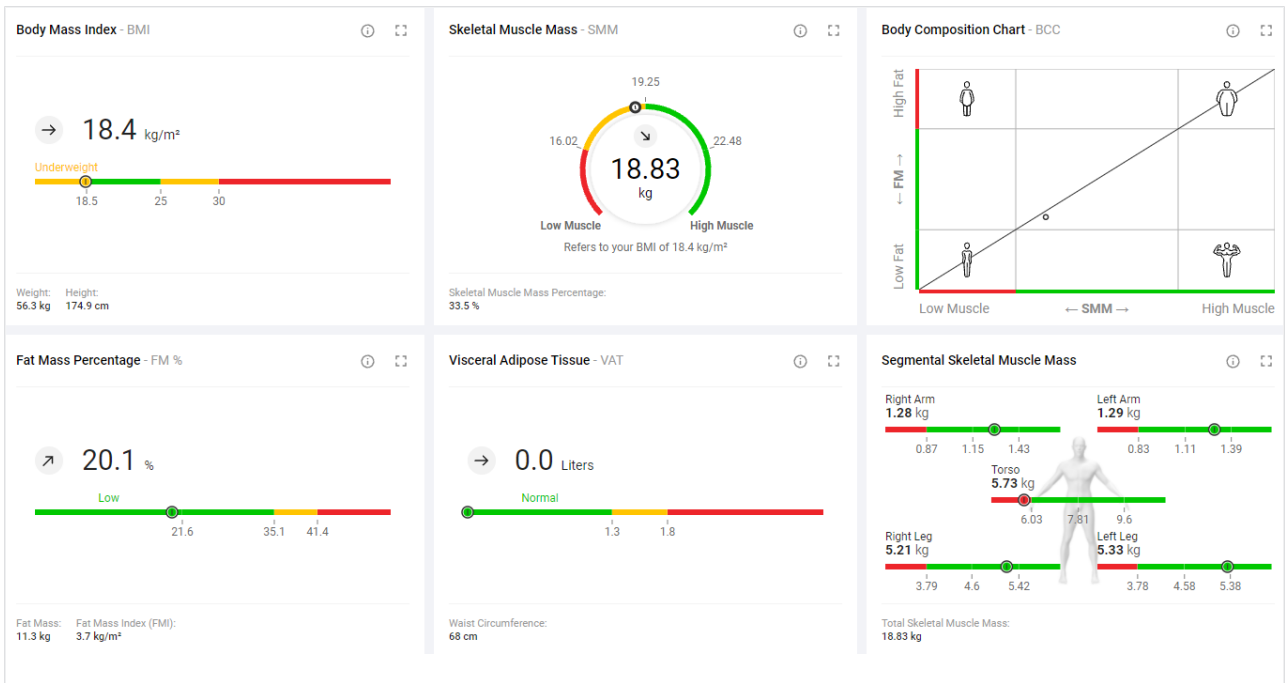 Body Mass Index - BMI
18.4 kg/m²
Underweight
18.5 25 30
Weight: Height:
56.3 kg 174.9 cm
Skeletal Muscle Mass - SMM
19.25
16.02 22.48
18.83
kg
Low Muscle High Muscle
Refers to your BMI of 18.4 kg/m²
Skeletal Muscle Mass Percentage:
33.5 %
Body Composition Chart - BCC
High Fat
← FM →
Low Fat
Low Muscle ← SMM → High Muscle
Fat Mass Percentage - FM %
20.1 %
Low
21.6 35.1 41.4
Fat Mass: Fat Mass Index (FMI):
11.3 kg 3.7 kg/m²
Visceral Adipose Tissue - VAT
0.0 Liters
Normal
1.3 1.8
Waist Circumference:
68 cm
Segmental Skeletal Muscle Mass
Right Arm
1.28 kg
0.87 1.15 1.43
Left Arm
1.29 kg
0.83 1.11 1.39
Torso
5.73 kg
6.03 7.81 9.6
Right Leg
5.21 kg
3.79 4.6 5.42
Left Leg
5.33 kg
3.78 4.58 5.38
Total Skeletal Muscle Mass:
18.83 kg